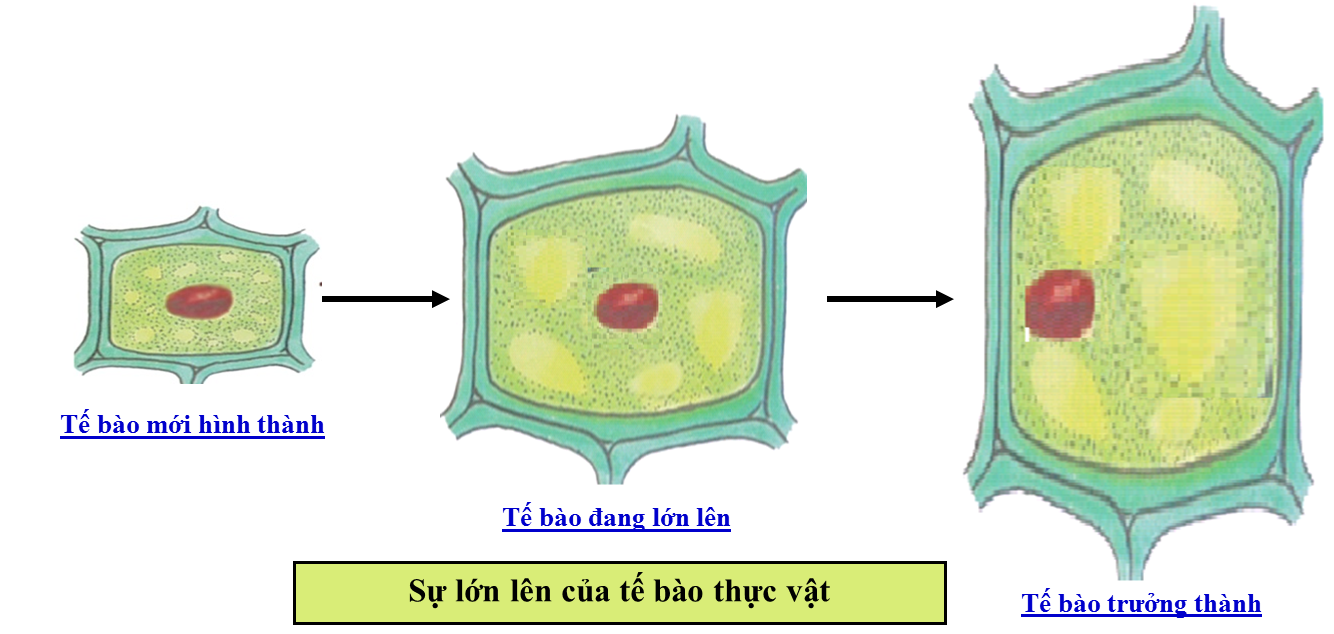 Tế bào mới hình thành
Tế bào đang lớn lên
Tế bào trưởng thành
Sự lớn lên của tế bào thực vật